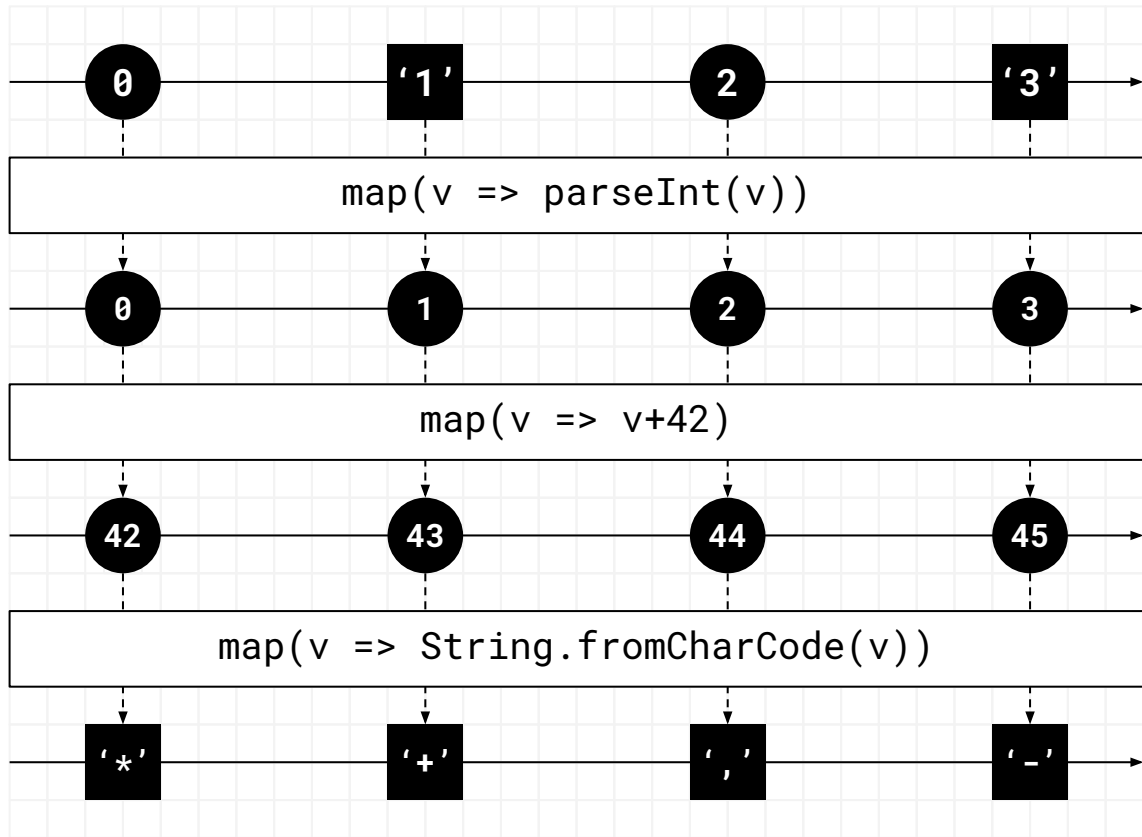 0 ‘1’ 2 ‘3’
map(v => parseInt(v))
0 1 2 3
map(v => v+42)
42 43 44 45
map(v => String.fromCharCode(v))
‘*’ ‘+’ ‘,’ ‘-’